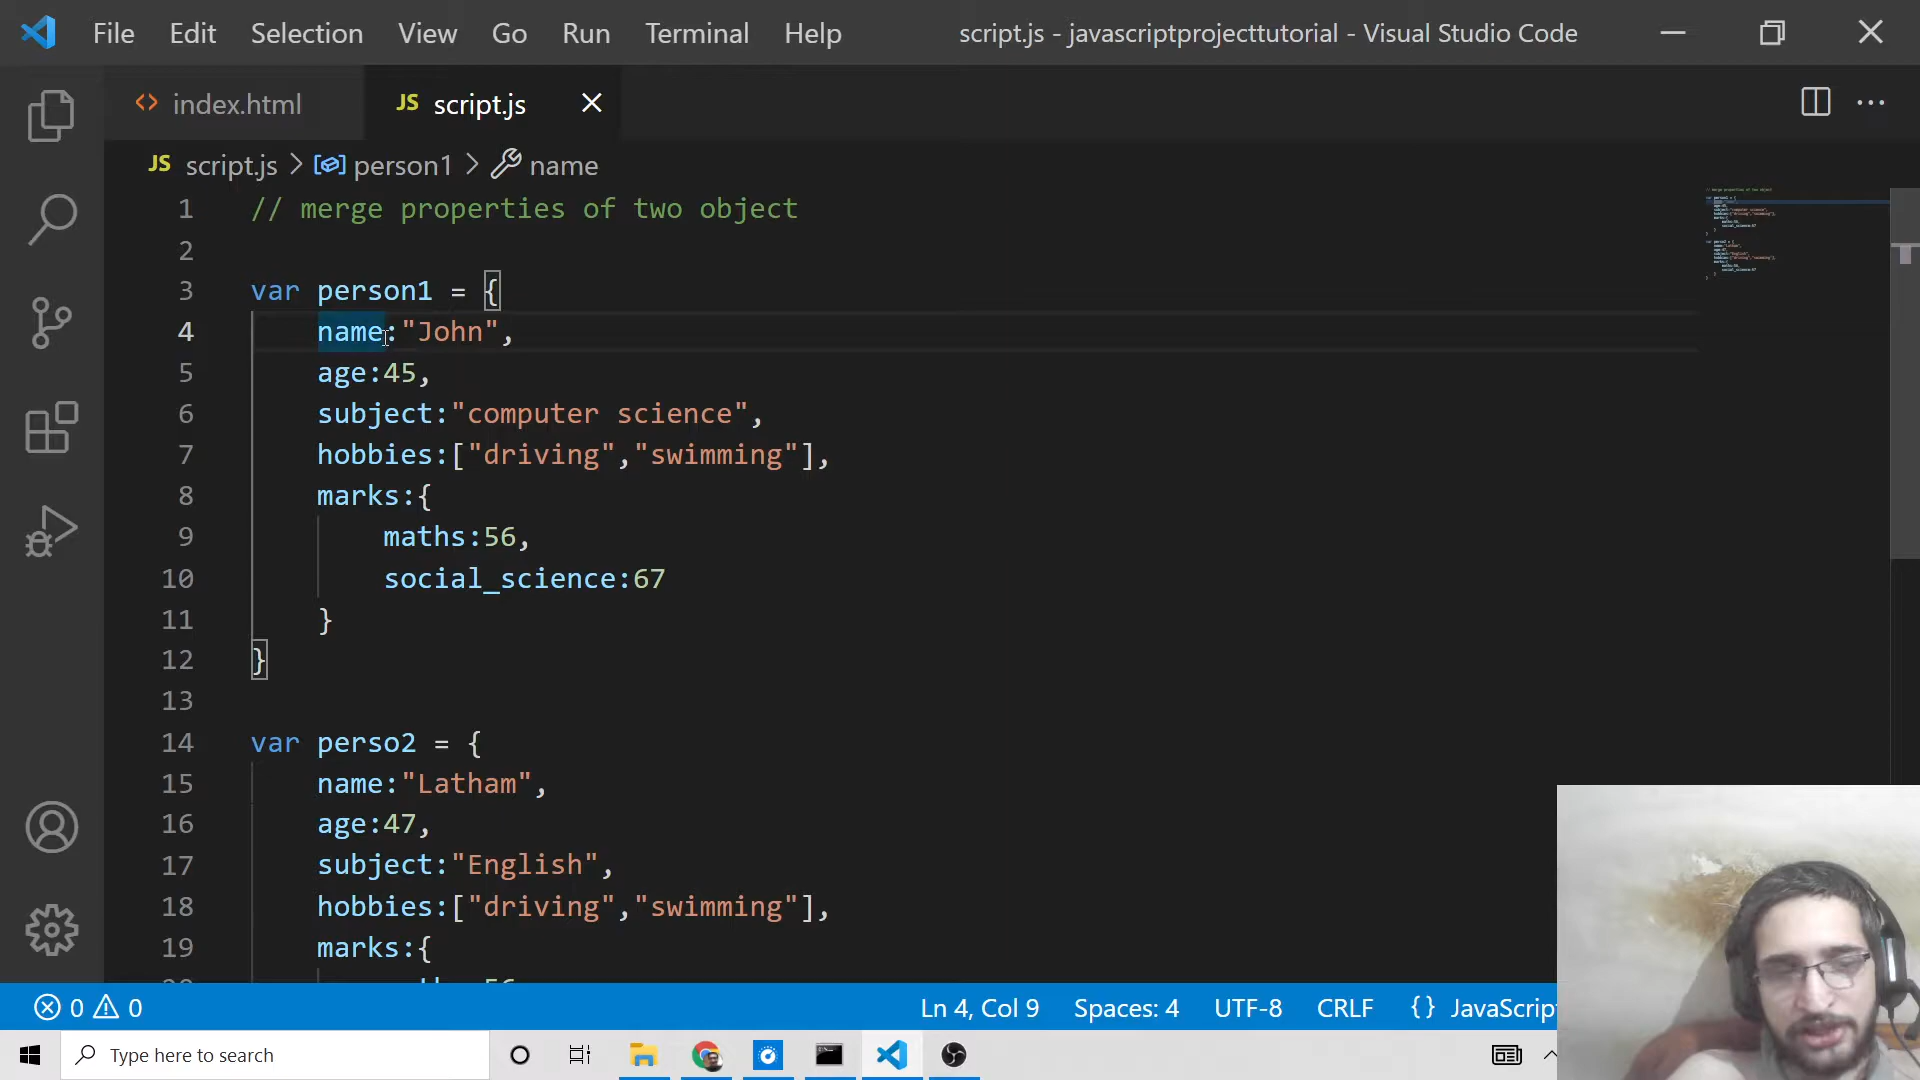 File Edit Selection View Go Run Terminal Help script.js - javascriptprojecttutorial - Visual Studio Code
index.html JS script.js
JS script.js > person1 > name
1 // merge properties of two object
2
3 var person1 = {
4 name:"John",
5 age:45,
6 subject:"computer science",
7 hobbies:["driving","swimming"],
8 marks:{
9 maths:56,
10 social_science:67
11 }
12 }
13
14 var perso2 = {
15 name:"Latham",
16 age:47,
17 subject:"English",
18 hobbies:["driving","swimming"],
19 marks:{
0 0 Ln 4, Col 9 Spaces: 4 UTF-8 CRLF {} JavaScript
Type here to search